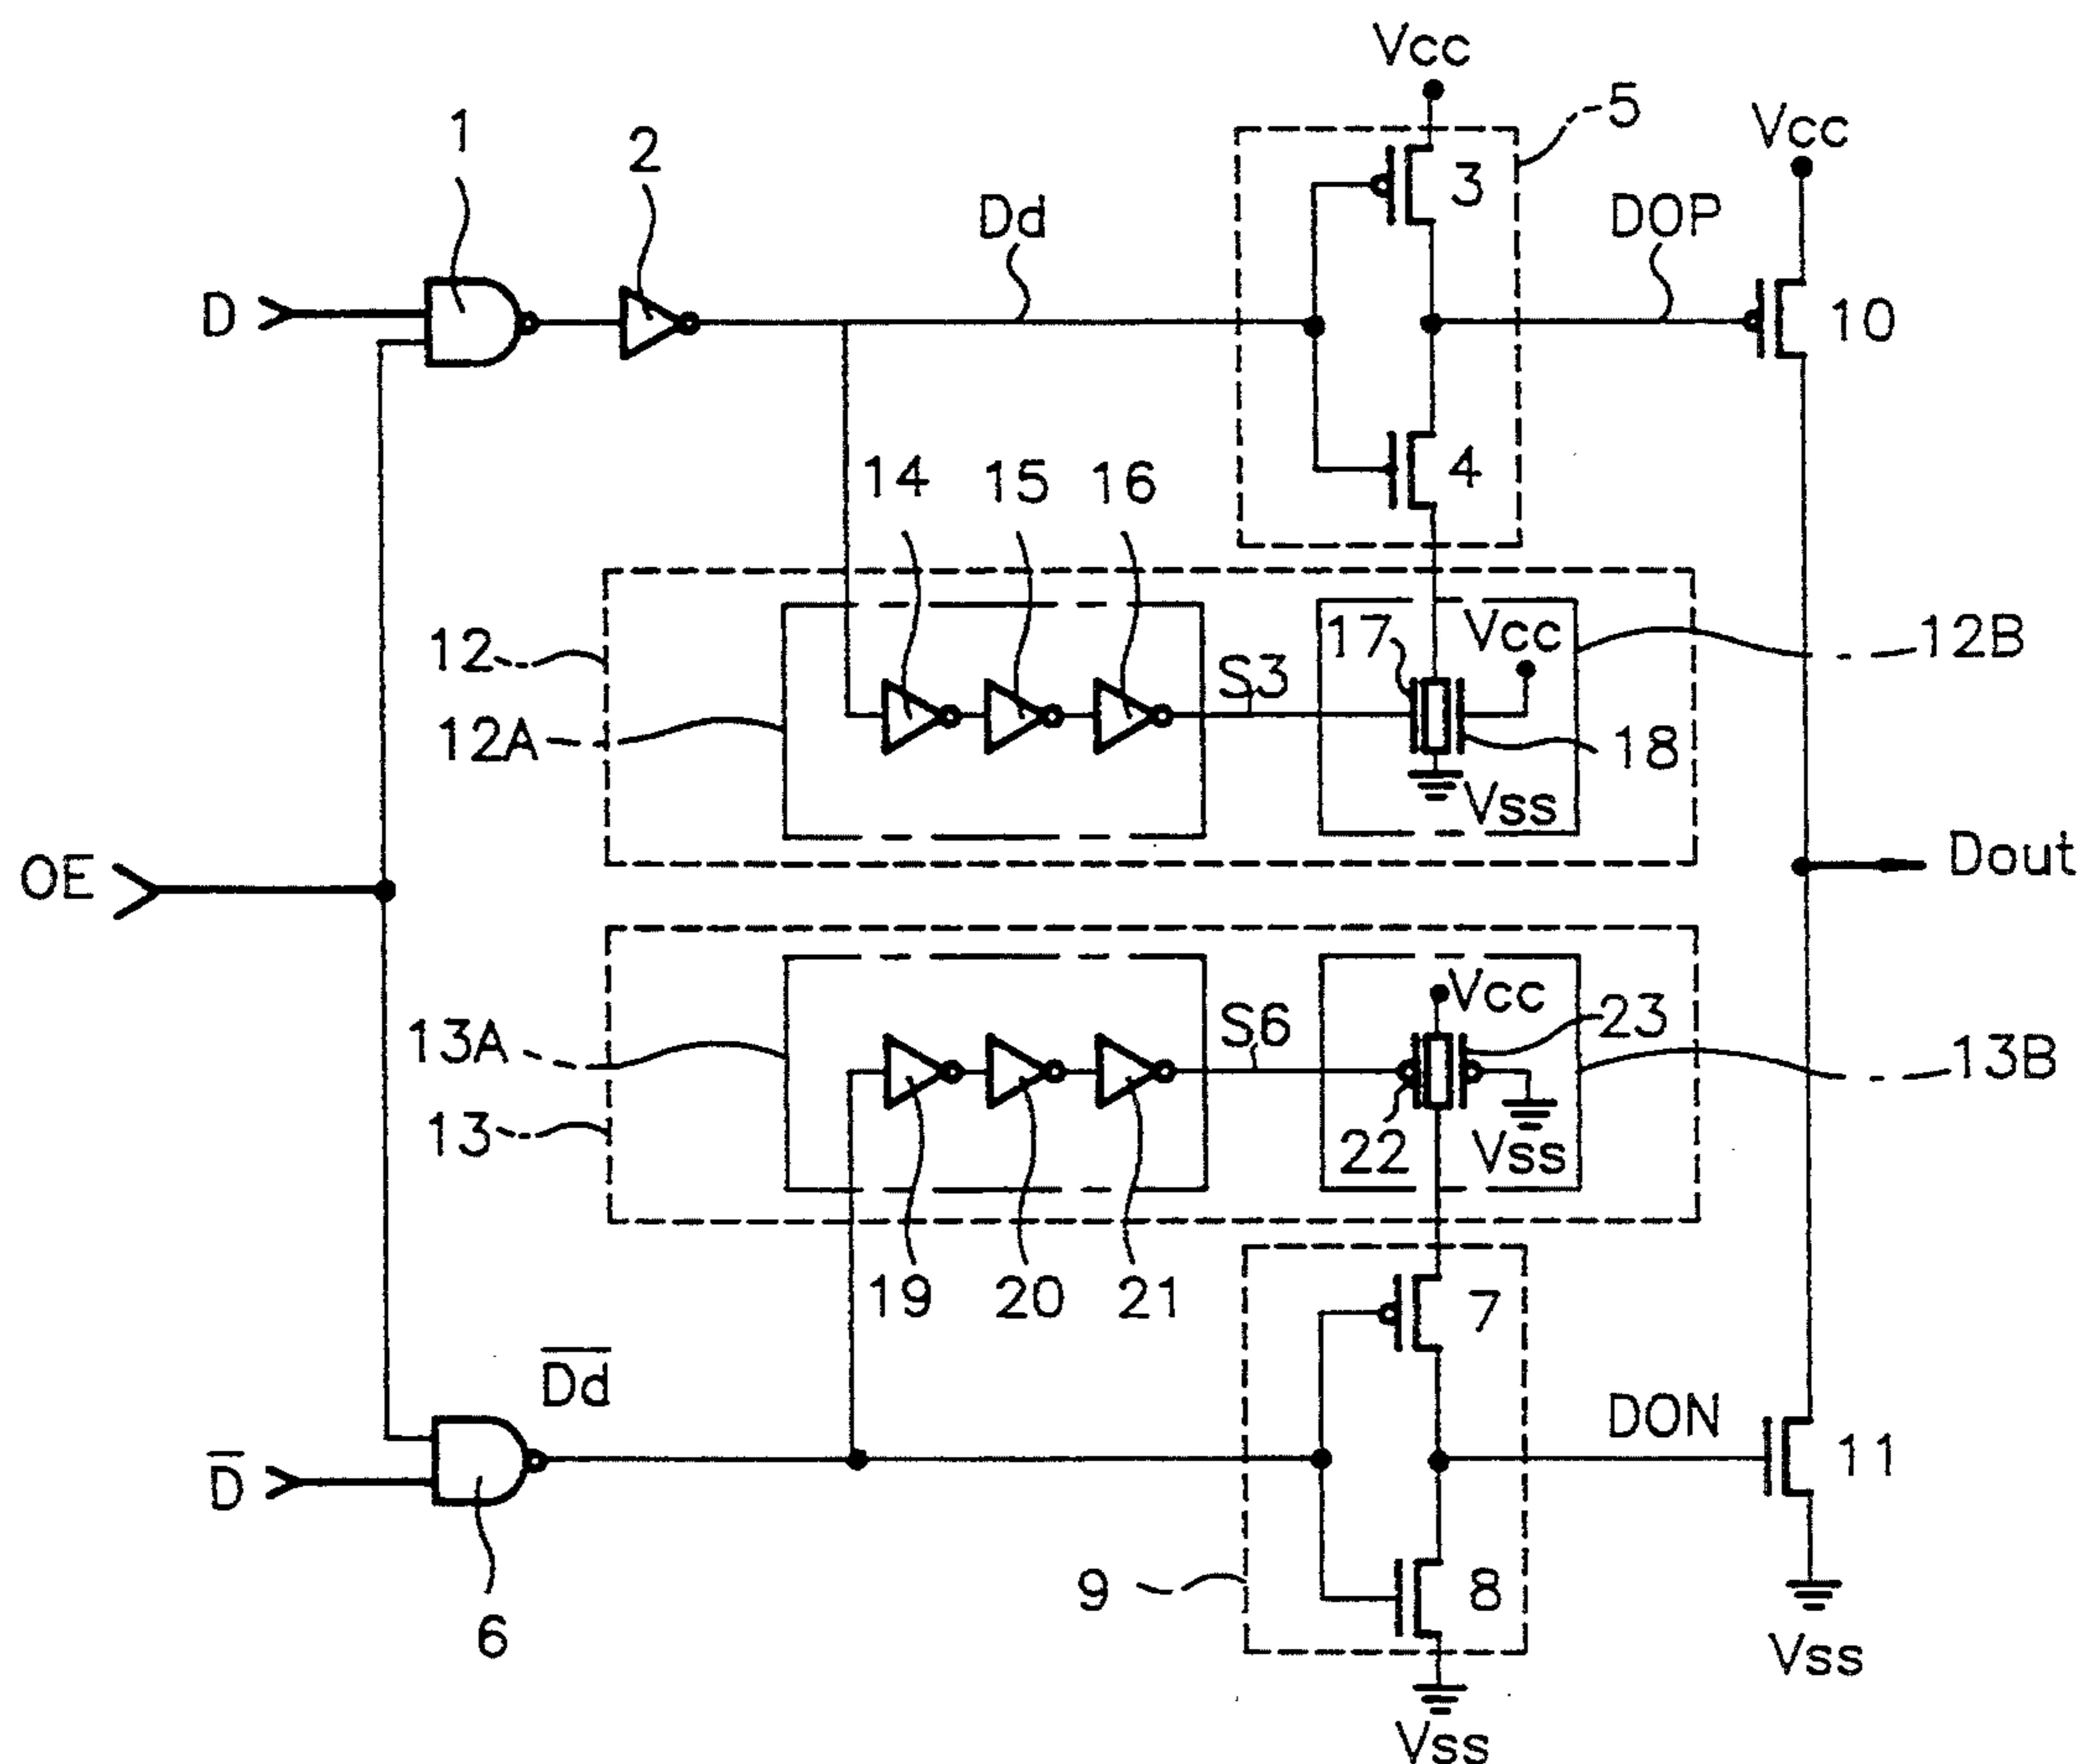 Vcc
5
Vcc
1
2
3
Dd
DOP
D
10
14
15
16
4
12
17
Vcc
12B
S3
12A
18
Vss
OE
Dout
13A
S6
Vcc
23
13B
13
22
Vss
19
20
21
7
D̅d̅
DON
11
D̅
9
8
6
Vss
Vss